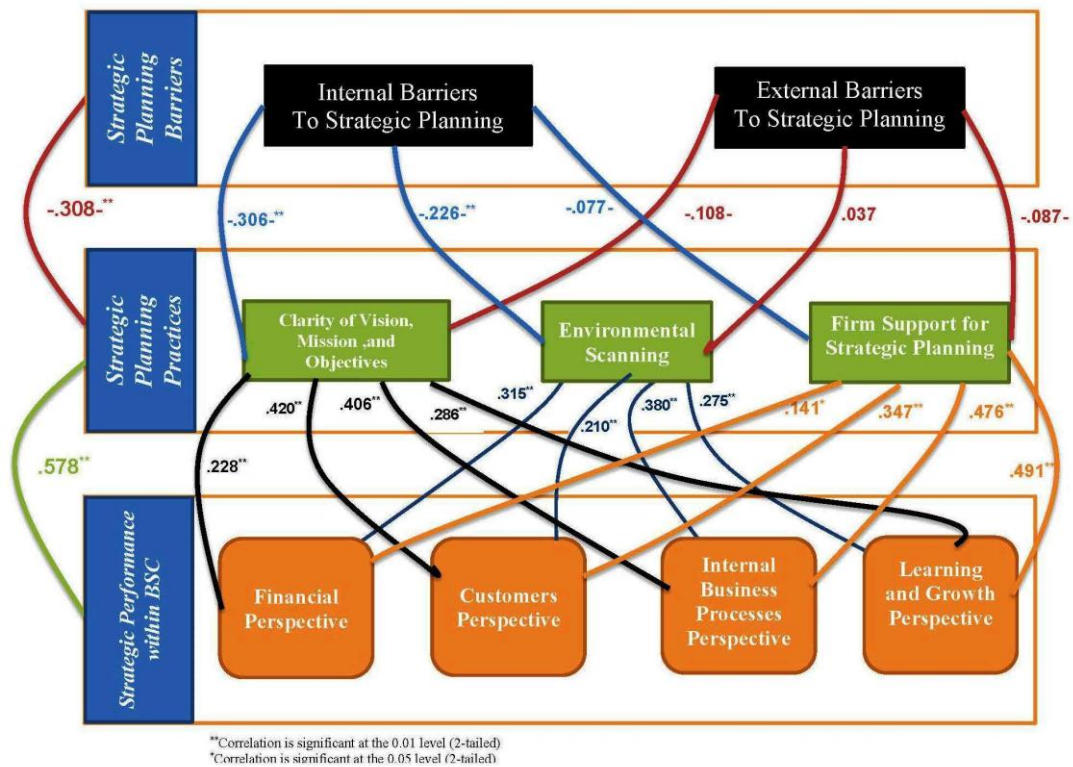 Strategic
Planning
Barriers
Internal Barriers
To Strategic Planning
External Barriers
To Strategic Planning
-.308-**
-.306-**
-.226-**
-.077-
-.108-
.037
-.087-
Strategic
Planning
Practices
Clarity of Vision,
Mission ,and
Objectives
Environmental
Scanning
Firm Support for
Strategic Planning
.420**
.406**
.286**
.315**
.210**
.380**
.275**
.141*
.347**
.476**
.578**
.228**
.491**
Strategic Performance
within BSC
Financial
Perspective
Customers
Perspective
Internal
Business
Processes
Perspective
Learning
and Growth
Perspective
**Correlation is significant at the 0.01 level (2-tailed)
*Correlation is significant at the 0.05 level (2-tailed)